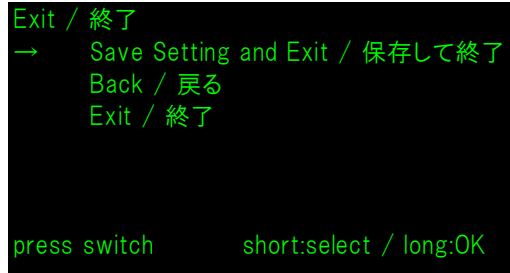 Exit / 終了
→ Save Setting and Exit / 保存して終了
Back / 戻る
Exit / 終了
press switch short:select / long:OK